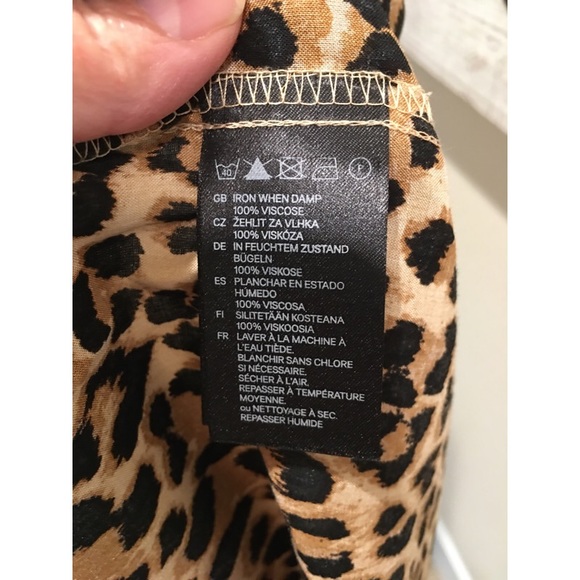 40
GB IRON WHEN DAMP
100% VISCOSE
CZ ŽEHLIT ZA VLHKA
100% VISKÓZA
DE IN FEUCHTEM ZUSTAND
BÜGELN
100% VISKOSE
ES PLANCHAR EN ESTADO
HÚMEDO
100% VISCOSA
FI SILITETÄÄN KOSTEANA
100% VISKOOSIA
FR LAVER À LA MACHINE À
L'EAU TIÈDE.
BLANCHIR SANS CHLORE
SI NÉCESSAIRE.
SÉCHER À L'AIR.
REPASSER À TEMPÉRATURE
MOYENNE.
ou NETTOYAGE À SEC.
REPASSER HUMIDE